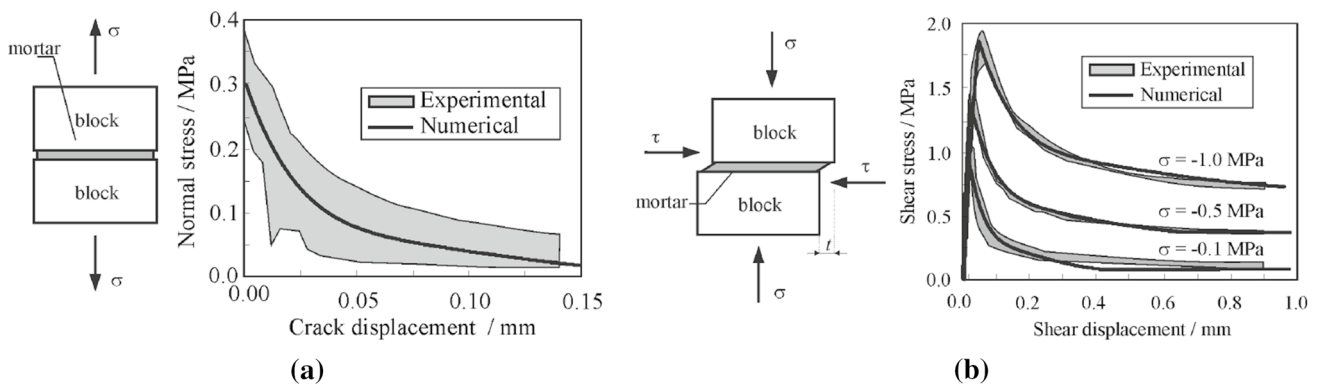 σ
mortar
block
block
σ
Normal stress / MPa
0.4
0.3
0.2
0.1
0.0
Experimental
Numerical
0.00
0.05
0.10
0.15
Crack displacement / mm
(a)
σ
block
τ
τ
mortar
block
t
σ
Shear stress / MPa
2.0
1.5
1.0
0.5
0.0
Experimental
Numerical
σ = -1.0 MPa
σ = -0.5 MPa
σ = -0.1 MPa
0.0
0.2
0.4
0.6
0.8
1.0
Shear displacement / mm
(b)